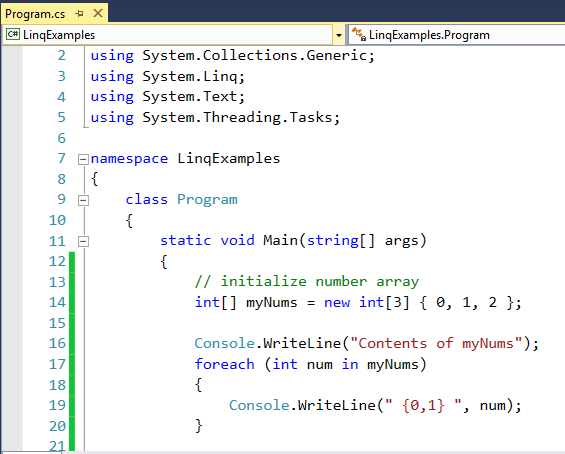 Program.cs
LinqExamples LinqExamples.Program
2 using System.Collections.Generic;
3 using System.Linq;
4 using System.Text;
5 using System.Threading.Tasks;
6
7 namespace LinqExamples
8 {
9 class Program
10 {
11 static void Main(string[] args)
12 {
13 // initialize number array
14 int[] myNums = new int[3] { 0, 1, 2 };
15
16 Console.WriteLine("Contents of myNums");
17 foreach (int num in myNums)
18 {
19 Console.WriteLine(" {0,1} ", num);
20 }
21